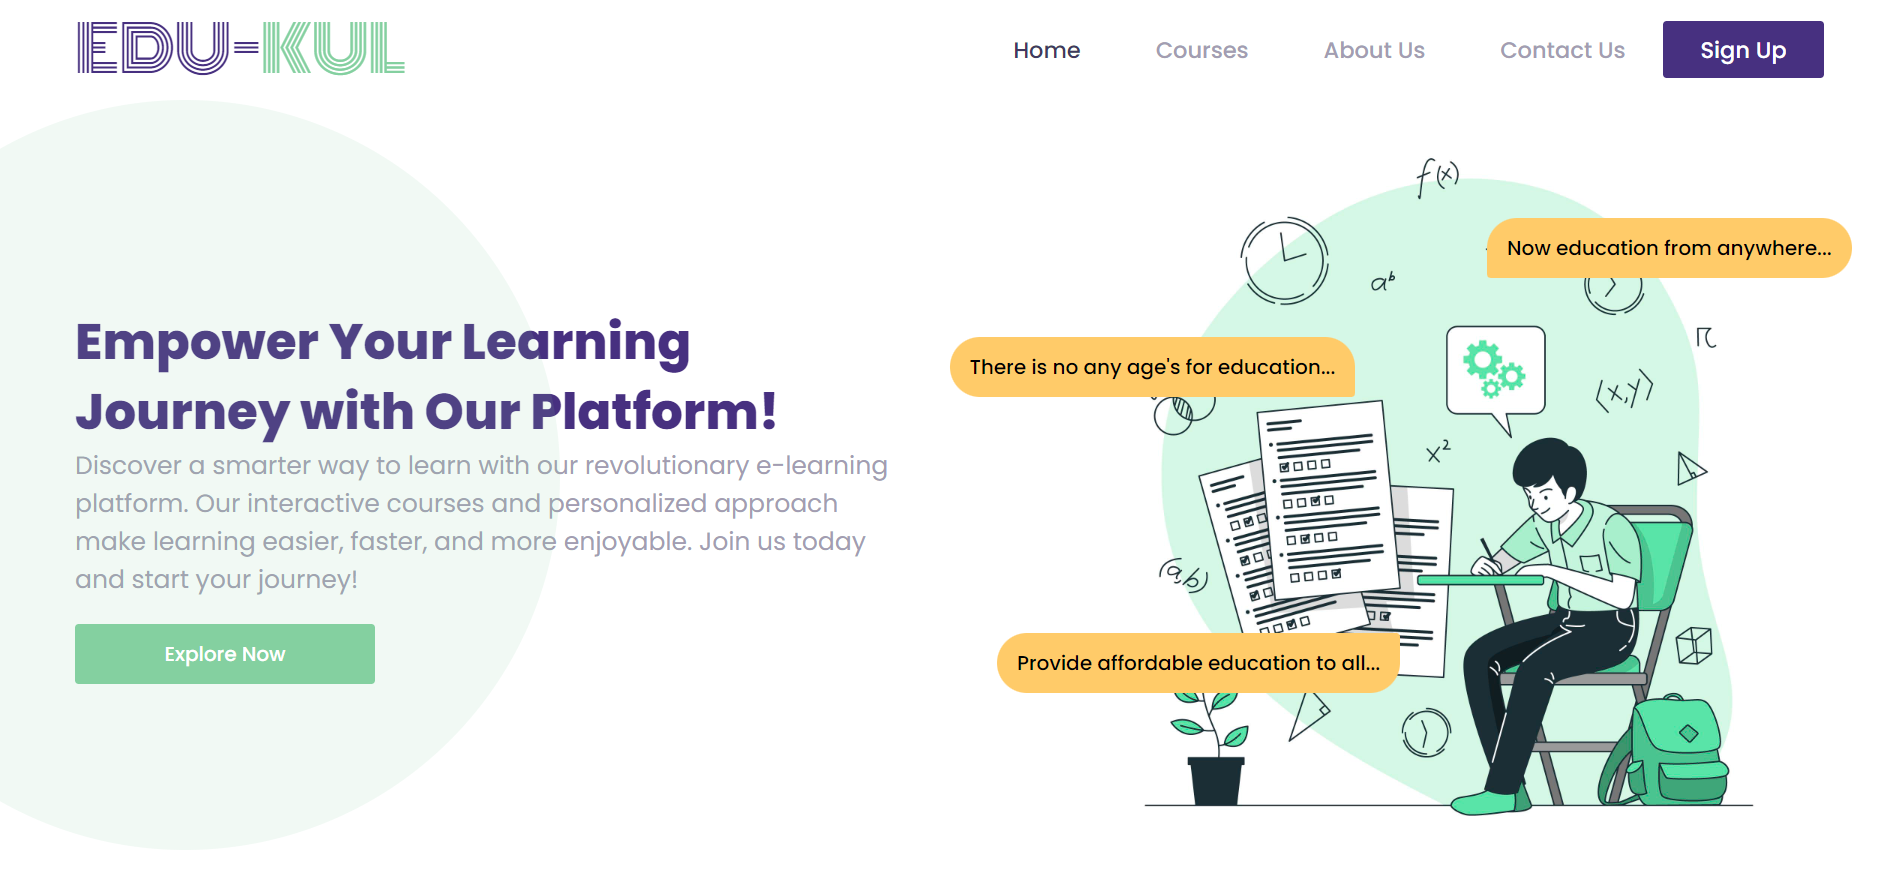 EDU-KUL
Home
Courses
About Us
Contact Us
Sign Up
f(x)
Now education from anywhere...
a^b
There is no any age's for education...
(x,y)
Empower Your Learning
Journey with Our Platform!
x²
Discover a smarter way to learn with our revolutionary e-learning
platform. Our interactive courses and personalized approach
make learning easier, faster, and more enjoyable. Join us today
and start your journey!
(a,b)
Explore Now
Provide affordable education to all...